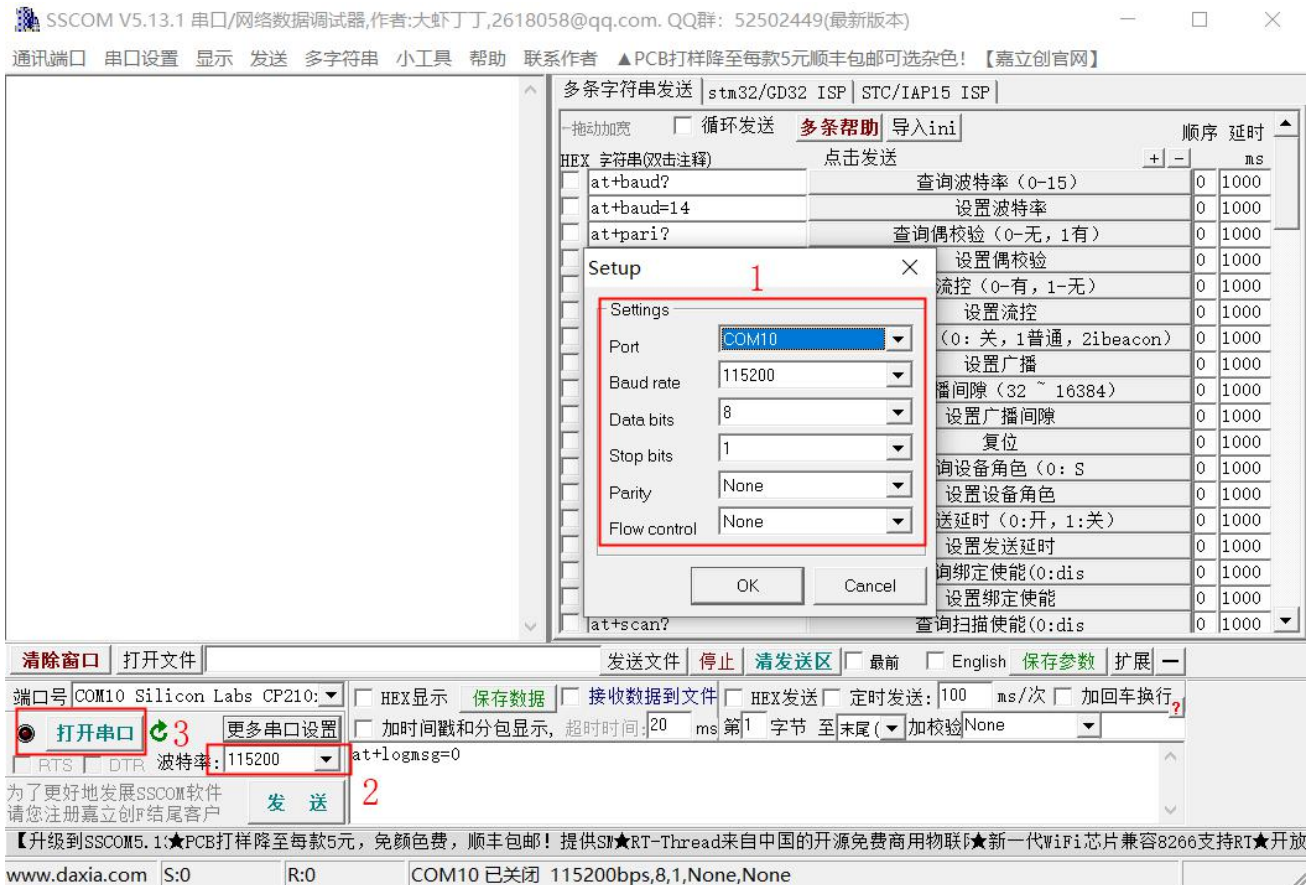 SSCOM V5.13.1 串口/网络数据调试器,作者:大虾丁丁,2618058@qq.com. QQ群: 52502449(最新版本)
通讯端口 串口设置 显示 发送 多字符串 小工具 帮助 联系作者 ▲PCB打样降至每款5元顺丰包邮可选杂色!【嘉立创官网】
多条字符串发送 stm32/GD32 ISP STC/IAP15 ISP
←拖动加宽 循环发送 多条帮助 导入ini 顺序 延时
HEX 字符串(双击注释) 点击发送 + - ms
at+baud? 查询波特率(0-15) 0 1000
at+baud=14 设置波特率 0 1000
at+pari? 查询偶校验(0-无, 1有) 0 1000
设置偶校验 0 1000
流控(0-有, 1-无) 0 1000
设置流控 0 1000
(0: 关, 1普通, 2ibeacon) 0 1000
设置广播 0 1000
播间隙(32 ~ 16384) 0 1000
设置广播间隙 0 1000
复位 0 1000
询设备角色(0: S 0 1000
设置设备角色 0 1000
送延时(0:开, 1:关) 0 1000
设置发送延时 0 1000
询绑定使能(0:dis 0 1000
设置绑定使能 0 1000
at+scan? 查询扫描使能(0:dis 0 1000
Setup
1
Settings
Port COM10
Baud rate 115200
Data bits 8
Stop bits 1
Parity None
Flow control None
OK Cancel
清除窗口 打开文件 发送文件 停止 清发送区 最前 English 保存参数 扩展 —
端口号 COM10 Silicon Labs CP210: HEX显示 保存数据 接收数据到文件 HEX发送 定时发送: 100 ms/次 加回车换行 ?
打开串口 3 更多串口设置 加时间戳和分包显示, 超时时间: 20 ms 第1 字节 至 末尾( 加校验 None
RTS DTR 波特率: 115200 at+logmsg=0
2
为了更好地发展SSCOM软件
请您注册嘉立创F结尾客户
发 送
【升级到SSCOM5.13★PCB打样降至每款5元, 免颜色费, 顺丰包邮! 提供SM★RT-Thread来自中国的开源免费商用物联★新一代WiFi芯片兼容8266支持RT★开放
www.daxia.com S:0 R:0 COM10 已关闭 115200bps,8,1,None,None